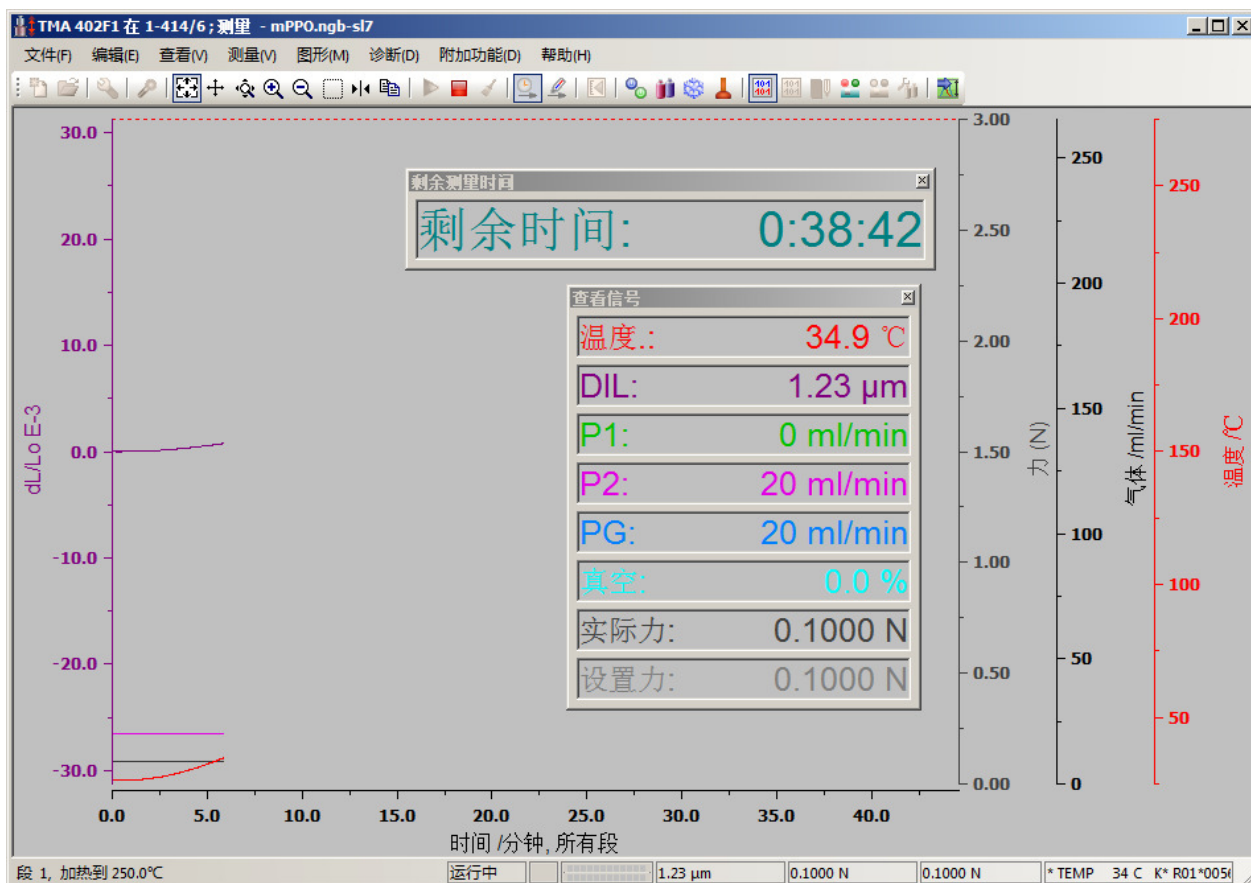 TMA 402F1 在 1-414/6 ; 测量 - mPPO.ngb-sl7
文件(F) 编辑(E) 查看(V) 测量(V) 图形(M) 诊断(D) 附加功能(D) 帮助(H)
30.0
20.0
10.0
0.0
-10.0
-20.0
-30.0
dL/Lo E-3
剩余测量时间
剩余时间: 0:38:42
查看信号
温度.: 34.9 ℃
DIL: 1.23 µm
P1: 0 ml/min
P2: 20 ml/min
PG: 20 ml/min
真空: 0.0 %
实际力: 0.1000 N
设置力: 0.1000 N
3.00
2.50
2.00
1.50
1.00
0.50
0.00
力 (N)
250
200
150
100
50
0
气体 /ml/min
250
200
150
100
50
温度 /℃
0.0 5.0 10.0 15.0 20.0 25.0 30.0 35.0 40.0
时间 /分钟, 所有段
段 1, 加热到 250.0℃ 运行中 1.23 µm 0.1000 N 0.1000 N * TEMP 34 C K* R01*005